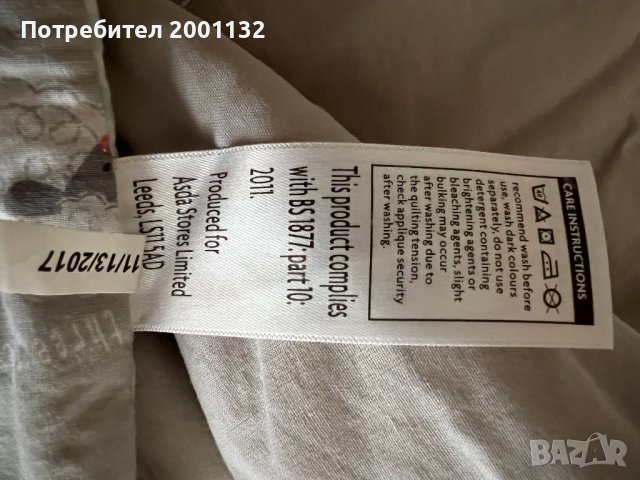 Потребител 2001132
CARE INSTRUCTIONS
recommend wash before
use, wash dark colours
separately, do not use
detergent containing
brightening agents or
bleaching agents, slight
bulking may occur
after washing due to
the quilting tension,
check applique security
after washing.
This product complies
with BS 1877: part 10:
2011.
Produced for
Asda Stores Limited
Leeds, LS11 5AD
11/13/2017
BAZAR